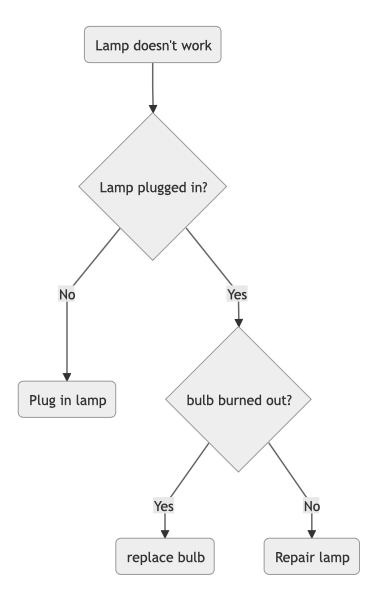 Lamp doesn't work
Lamp plugged in?
No
Yes
Plug in lamp
bulb burned out?
Yes
No
replace bulb
Repair lamp